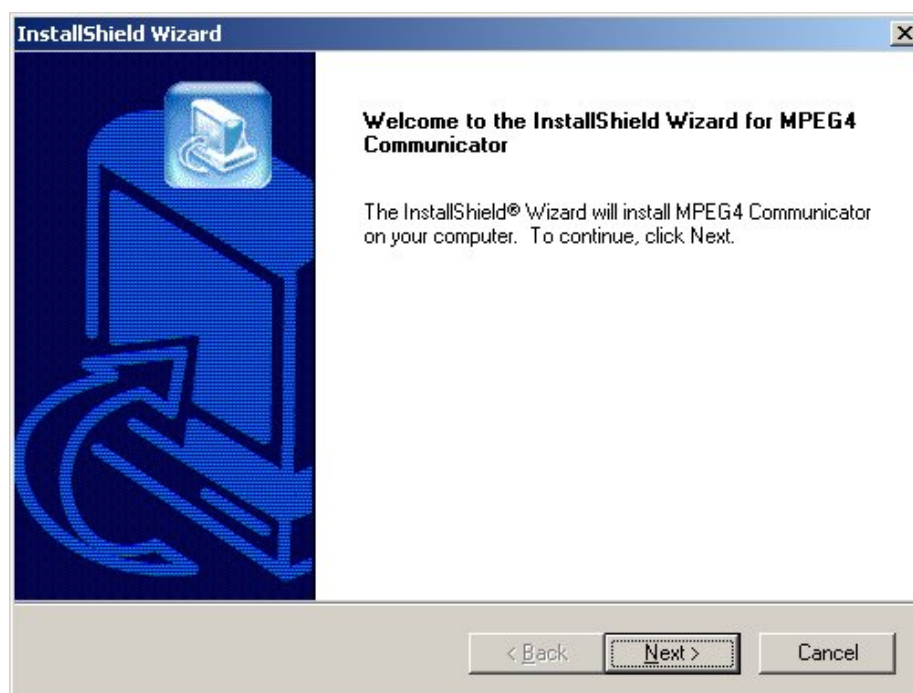 InstallShield Wizard
Welcome to the InstallShield Wizard for MPEG4
Communicator
The InstallShield® Wizard will install MPEG4 Communicator
on your computer.  To continue, click Next.
< Back
Next >
Cancel